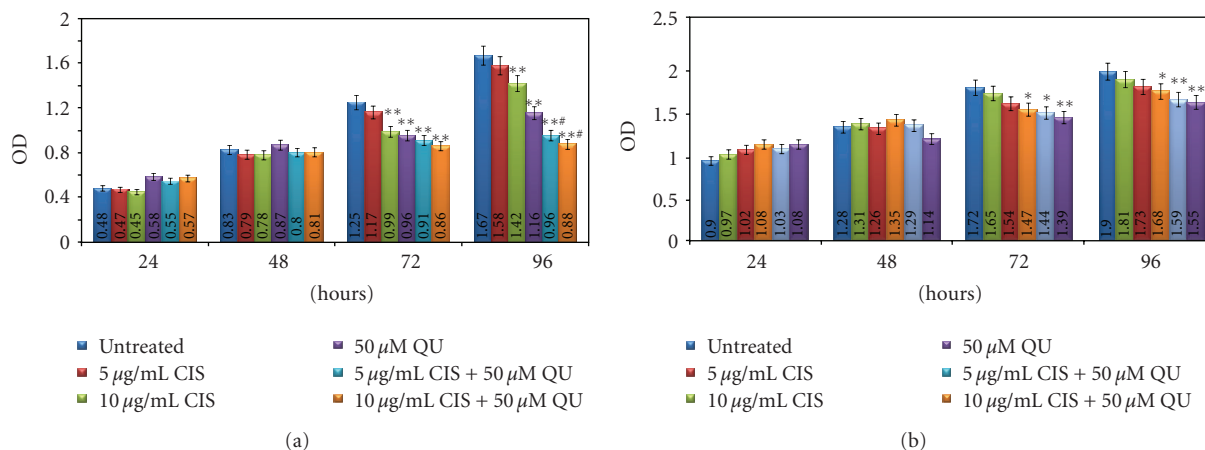 2
1.6
1.2
0.8
0.4
0
OD
0.48 0.47 0.45 0.58 0.55 0.57
0.83 0.79 0.78 0.87 0.8 0.81
1.25 1.17 0.99 0.96 0.91 0.86
1.67 1.58 1.42 1.16 0.96 0.88
** ** ** **
** ** **# **#
24 48 72 96
(hours)
Untreated
5 µg/mL CIS
10 µg/mL CIS
50 µM QU
5 µg/mL CIS + 50 µM QU
10 µg/mL CIS + 50 µM QU
(a)
2.5
2
1.5
1
0.5
0
OD
0.9 0.97 1.02 1.08 1.03 1.08
1.28 1.31 1.26 1.35 1.29 1.14
1.72 1.65 1.54 1.47 1.44 1.39
1.9 1.81 1.73 1.68 1.59 1.55
* * **
* ** **
24 48 72 96
(hours)
Untreated
5 µg/mL CIS
10 µg/mL CIS
50 µM QU
5 µg/mL CIS + 50 µM QU
10 µg/mL CIS + 50 µM QU
(b)